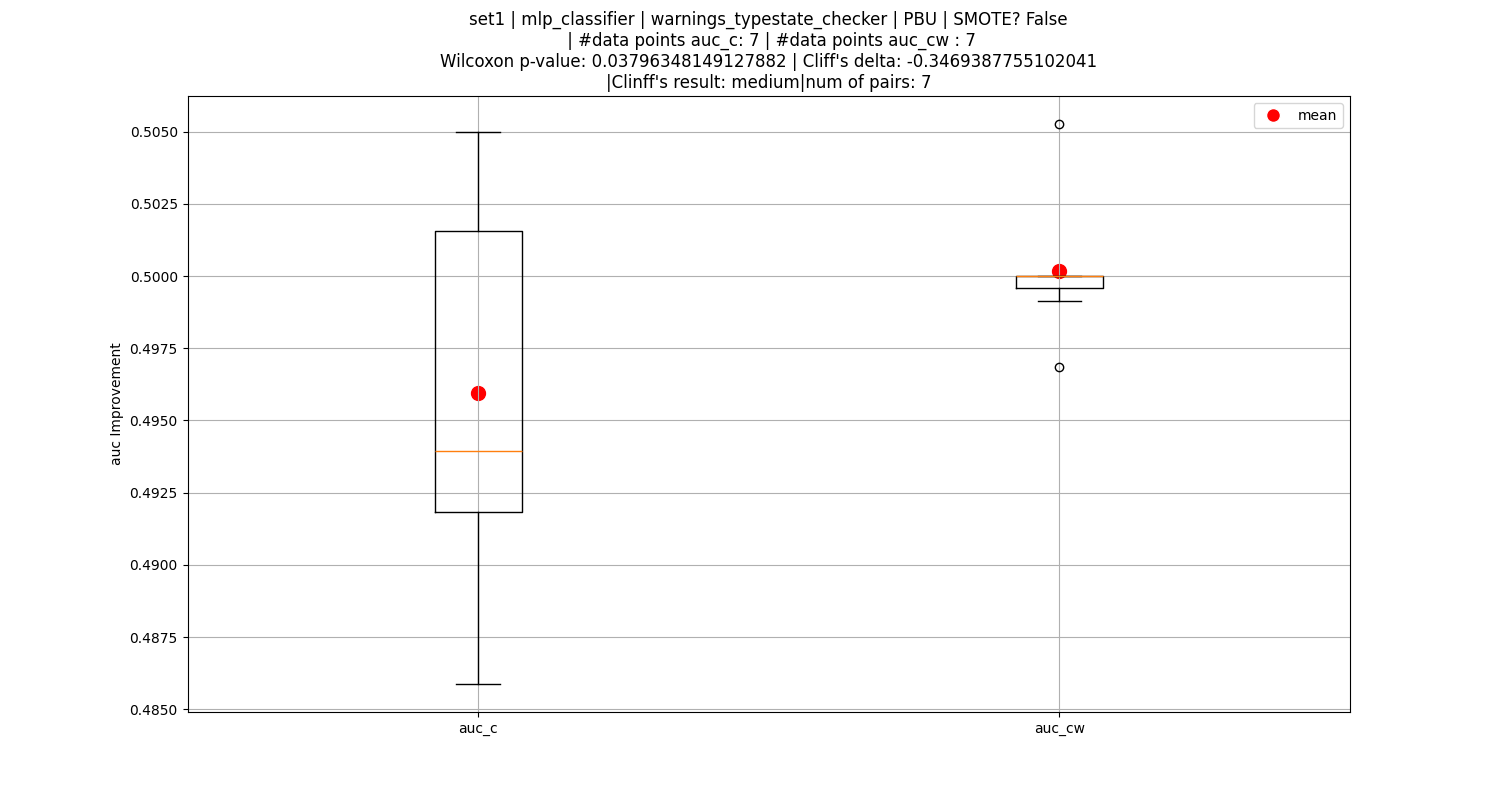 set1 | mlp_classifier | warnings_typestate_checker | PBU | SMOTE? False
| #data points auc_c: 7 | #data points auc_cw : 7
Wilcoxon p-value: 0.03796348149127882 | Cliff's delta: -0.3469387755102041
|Clinff's result: medium|num of pairs: 7
mean
0.5050
0.5025
0.5000
0.4975
0.4950
0.4925
0.4900
0.4875
0.4850
auc Improvement
auc_c
auc_cw